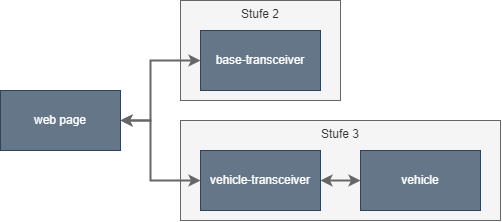 Stufe 2
base-transceiver
web page
Stufe 3
vehicle-transceiver
vehicle